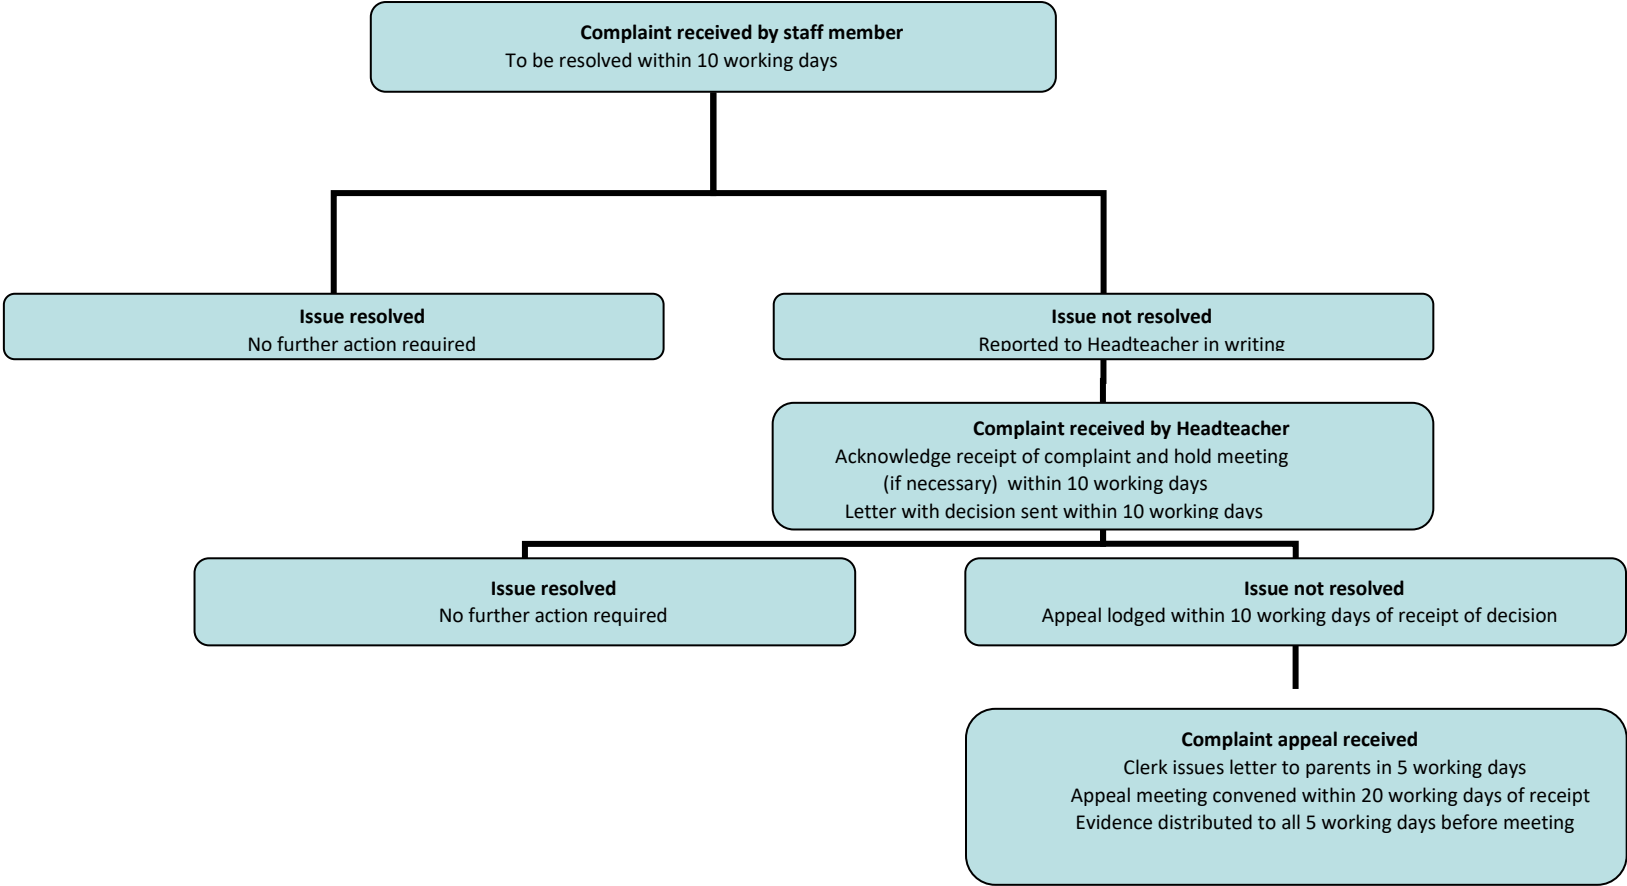 Complaint received by staff member
To be resolved within 10 working days
Issue resolved
No further action required
Issue not resolved
Reported to Headteacher in writing
Complaint received by Headteacher
Acknowledge receipt of complaint and hold meeting
(if necessary)  within 10 working days
Letter with decision sent within 10 working days
Issue resolved
No further action required
Issue not resolved
Appeal lodged within 10 working days of receipt of decision
Complaint appeal received
Clerk issues letter to parents in 5 working days
Appeal meeting convened within 20 working days of receipt
Evidence distributed to all 5 working days before meeting